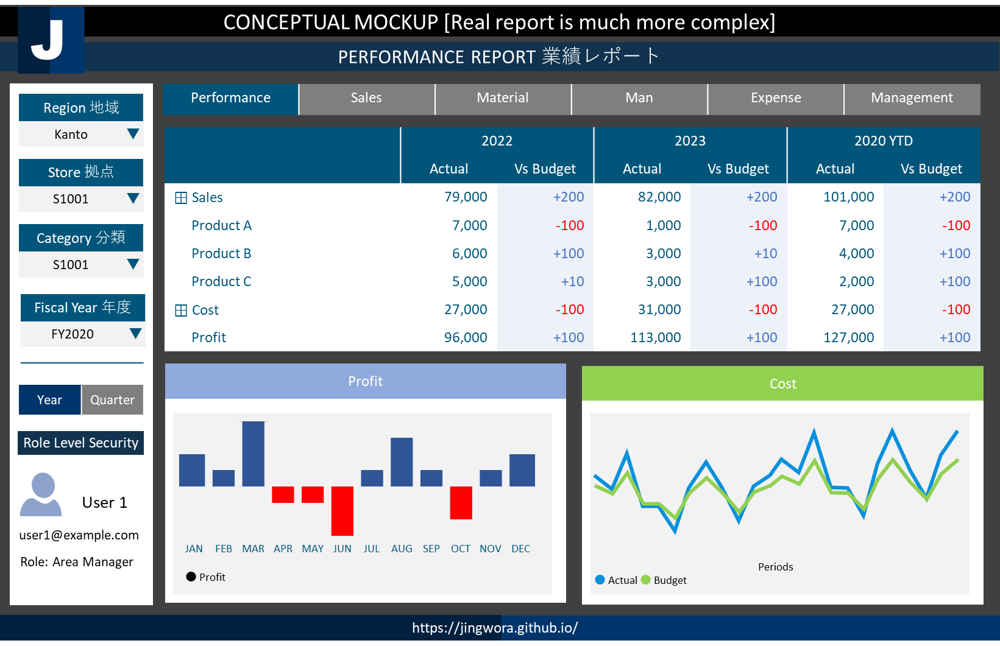 J
CONCEPTUAL MOCKUP [Real report is much more complex]
PERFORMANCE REPORT 業績レポート
Region 地域
Kanto
Store 拠点
S1001
Category 分類
S1001
Fiscal Year 年度
FY2020
Year Quarter
Role Level Security
User 1
user1@example.com
Role: Area Manager
Performance Sales Material Man Expense Management
2022 2023 2020 YTD
Actual Vs Budget Actual Vs Budget Actual Vs Budget
Sales 79,000 +200 82,000 +200 101,000 +200
Product A 7,000 -100 1,000 -100 7,000 -100
Product B 6,000 +100 3,000 +10 4,000 +100
Product C 5,000 +10 3,000 +100 2,000 +100
Cost 27,000 -100 31,000 -100 27,000 -100
Profit 96,000 +100 113,000 +100 127,000 +100
Profit
JAN FEB MAR APR MAY JUN JUL AUG SEP OCT NOV DEC
Profit
Cost
Periods
Actual Budget
https://jingwora.github.io/